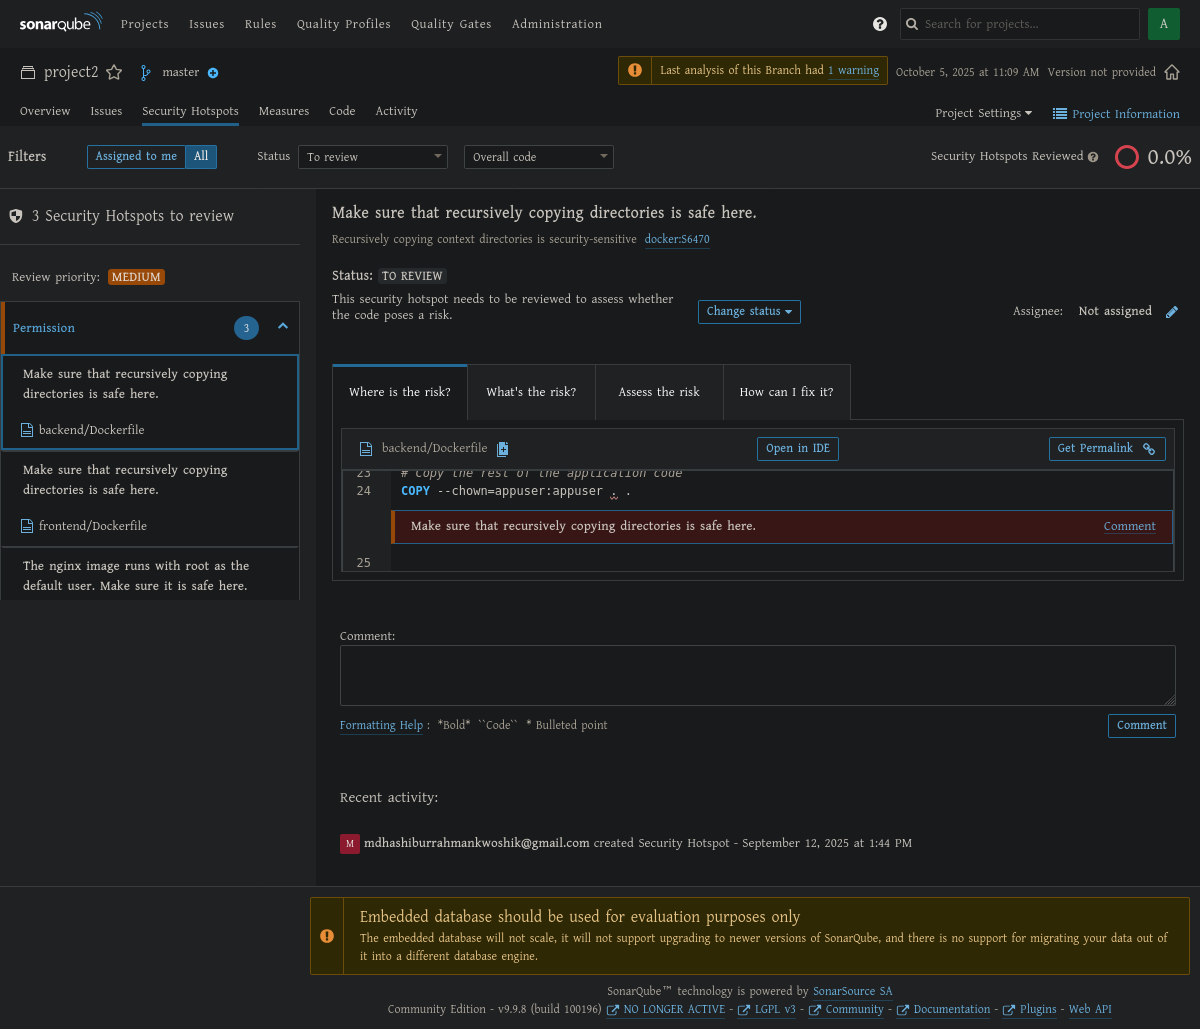 sonarqube Projects Issues Rules Quality Profiles Quality Gates Administration ? Search for projects... A
project2 master Last analysis of this Branch had 1 warning October 5, 2025 at 11:09 AM Version not provided
Overview Issues Security Hotspots Measures Code Activity Project Settings Project Information
Filters Assigned to me All Status To review Overall code Security Hotspots Reviewed ? 0.0%
3 Security Hotspots to review
Review priority: MEDIUM
Permission 3
Make sure that recursively copying
directories is safe here.
backend/Dockerfile
Make sure that recursively copying
directories is safe here.
frontend/Dockerfile
The nginx image runs with root as the
default user. Make sure it is safe here.
Make sure that recursively copying directories is safe here.
Recursively copying context directories is security-sensitive docker:S6470
Status: TO REVIEW
This security hotspot needs to be reviewed to assess whether
the code poses a risk.
Change status
Assignee: Not assigned
Where is the risk? What's the risk? Assess the risk How can I fix it?
backend/Dockerfile Open in IDE Get Permalink
23 # Copy the rest of the application code
24 COPY --chown=appuser:appuser . .
Make sure that recursively copying directories is safe here. Comment
25
Comment:
Formatting Help : *Bold* ``Code`` * Bulleted point Comment
Recent activity:
M mdhashiburrahmankwoshik@gmail.com created Security Hotspot - September 12, 2025 at 1:44 PM
Embedded database should be used for evaluation purposes only
The embedded database will not scale, it will not support upgrading to newer versions of SonarQube, and there is no support for migrating your data out of
it into a different database engine.
SonarQube™ technology is powered by SonarSource SA
Community Edition - v9.9.8 (build 100196) NO LONGER ACTIVE - LGPL v3 - Community - Documentation - Plugins - Web API